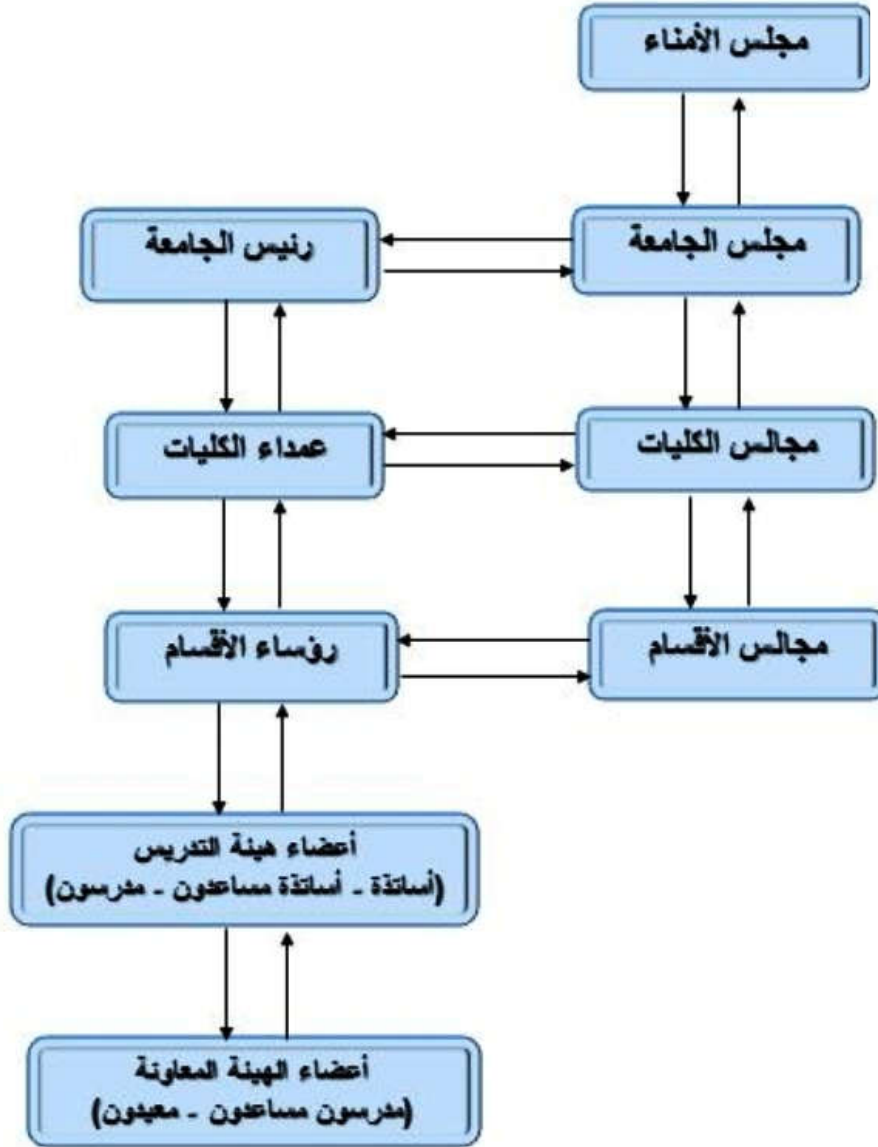 مجلس الأمناء
مجلس الجامعة
رئيس الجامعة
مجالس الكليات
عمداء الكليات
مجالس الأقسام
رؤساء الأقسام
أعضاء هيئة التدريس
(أساتذة - أساتذة مساعدون - مدرسون)
أعضاء الهيئة المعاونة
(مدرسون مساعدون - معيدون)